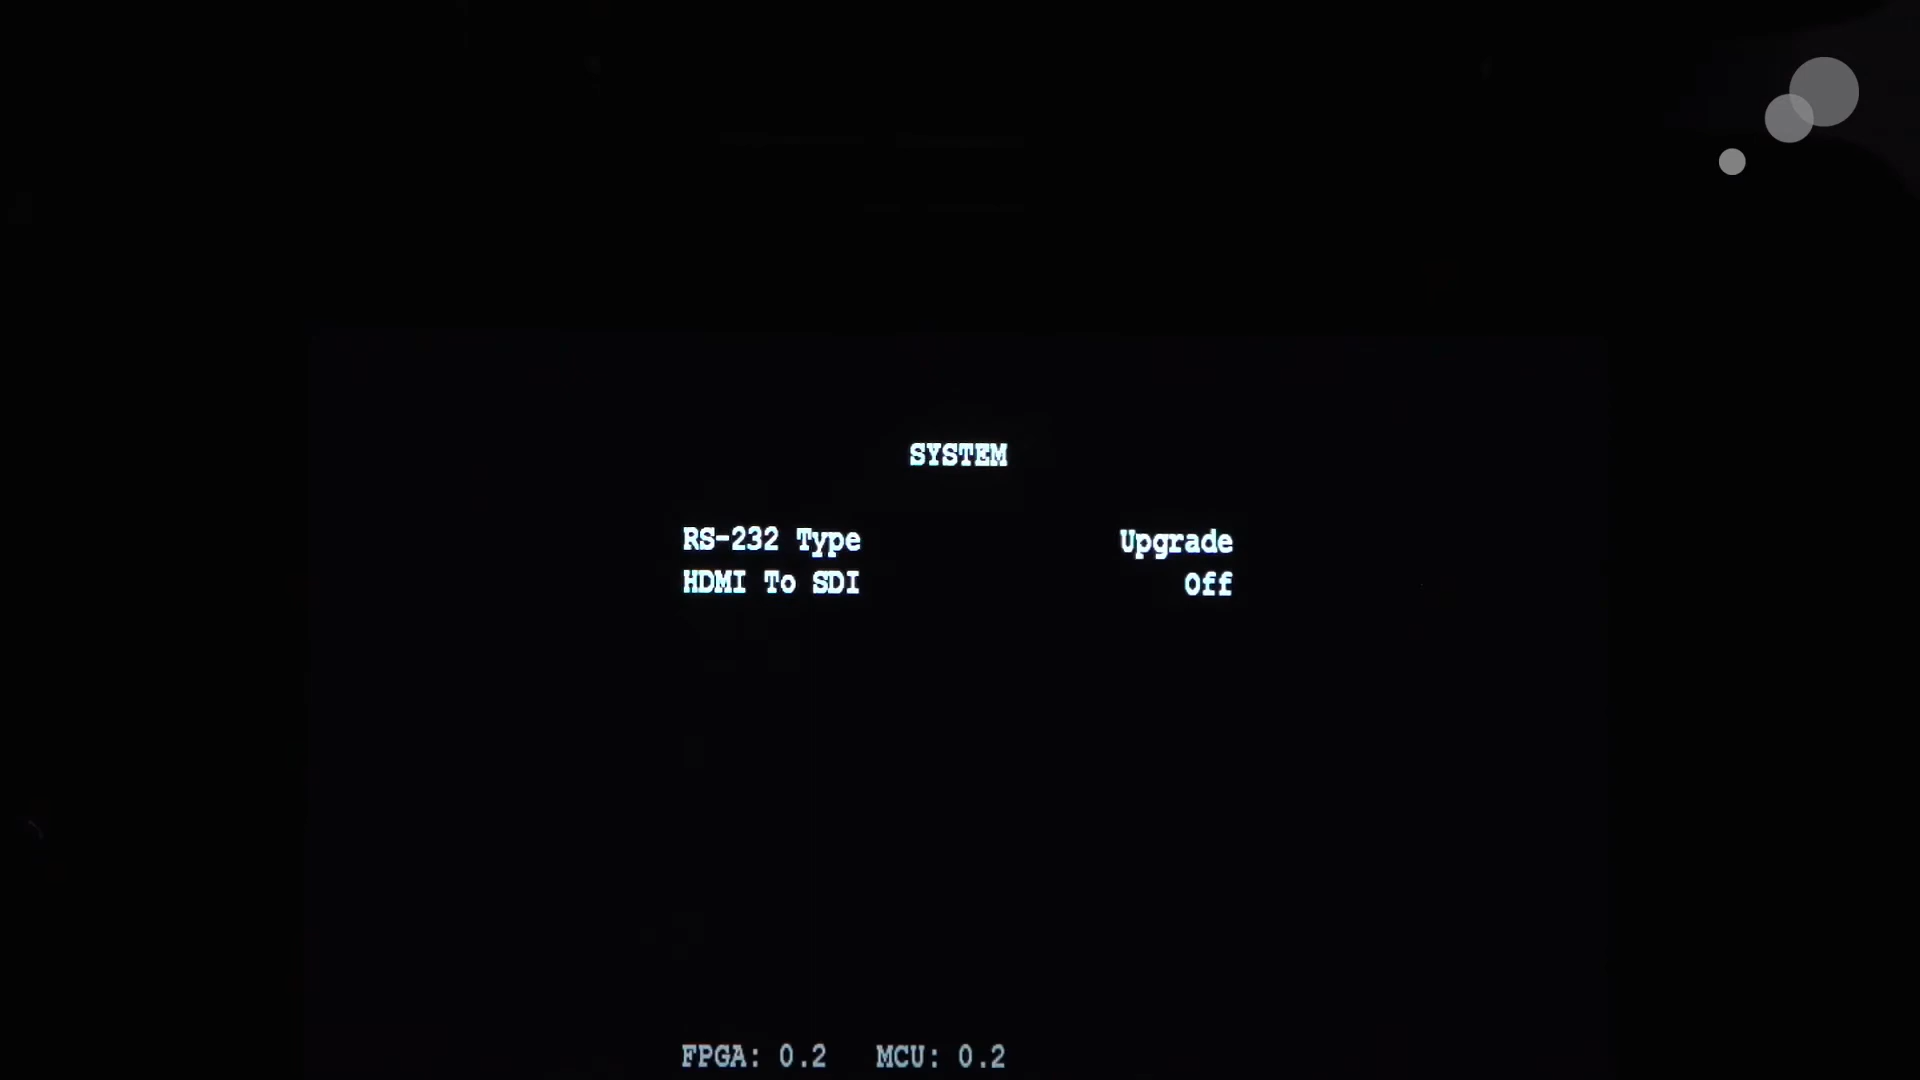 SYSTEM
RS-232 Type Upgrade
HDMI To SDI Off
FPGA: 0.2 MCU: 0.2